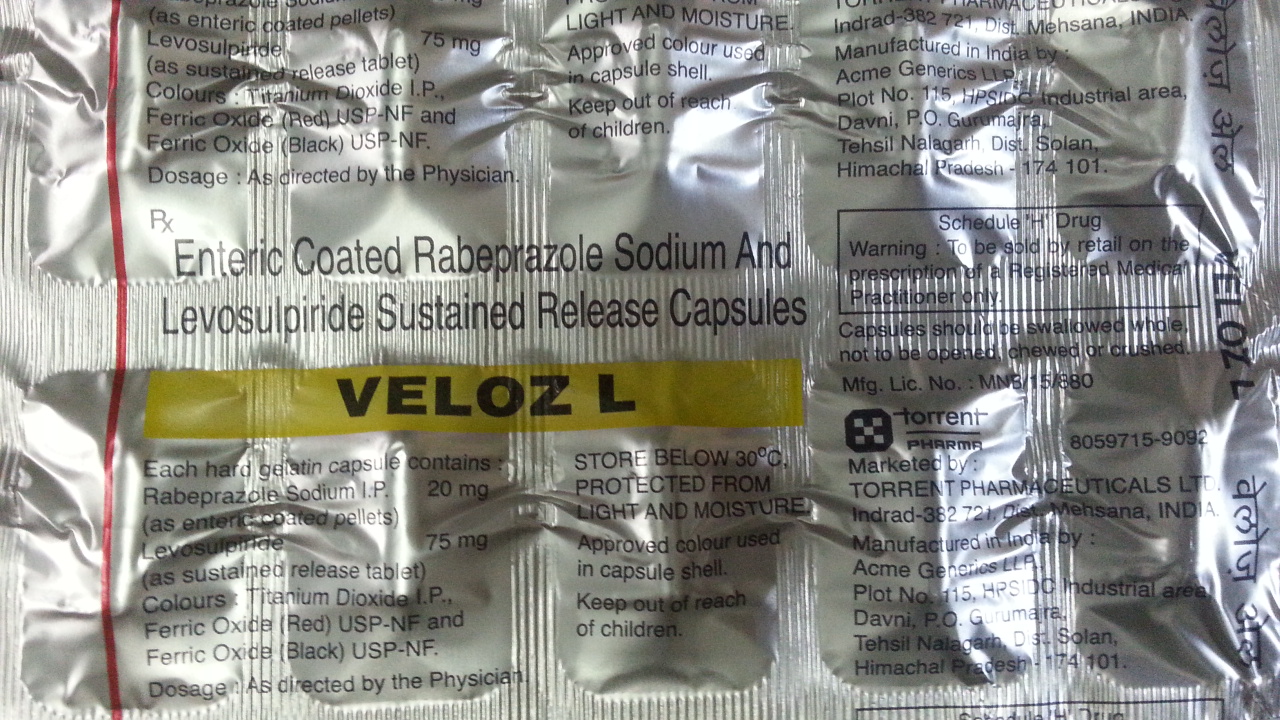 (as enteric coated pellets)
Levosulpiride 75 mg
(as sustained release tablet)
Colours : Titanium Dioxide I.P.,
Ferric Oxide (Red) USP-NF and
Ferric Oxide (Black) USP-NF.
Dosage : As directed by the Physician.
LIGHT AND MOISTURE.
Approved colour used
in capsule shell.
Keep out of reach
of children.
Indrad-382 721, Dist. Mehsana, INDIA.
Manufactured in India by :
Acme Generics LLP,
Plot No. 115, HPSIDC Industrial area,
Davni, P.O. Gurumajra,
Tehsil Nalagarh, Dist. Solan,
Himachal Pradesh - 174 101.
Rx
Enteric Coated Rabeprazole Sodium And
Levosulpiride Sustained Release Capsules
VELOZ L
Each hard gelatin capsule contains :
Rabeprazole Sodium I.P. 20 mg
(as enteric coated pellets)
Levosulpiride 75 mg
(as sustained release tablet)
Colours : Titanium Dioxide I.P.,
Ferric Oxide (Red) USP-NF and
Ferric Oxide (Black) USP-NF.
Dosage : As directed by the Physician.
STORE BELOW 30°C,
PROTECTED FROM
LIGHT AND MOISTURE.
Approved colour used
in capsule shell.
Keep out of reach
of children.
Schedule 'H' Drug
Warning : To be sold by retail on the
prescription of a Registered Medical
Practitioner only.
Capsules should be swallowed whole,
not to be opened, chewed or crushed.
Mfg. Lic. No. : MNB/15/880
torrent
PHARMA
8059715-9092
Marketed by :
TORRENT PHARMACEUTICALS LTD.
Indrad-382 721, Dist. Mehsana, INDIA.
Manufactured in India by :
Acme Generics LLP,
Plot No. 115, HPSIDC Industrial area,
Davni, P.O. Gurumajra,
Tehsil Nalagarh, Dist. Solan,
Himachal Pradesh - 174 101.
वेलोज़ अेल
VELOZ L
वेलोज़ अेल